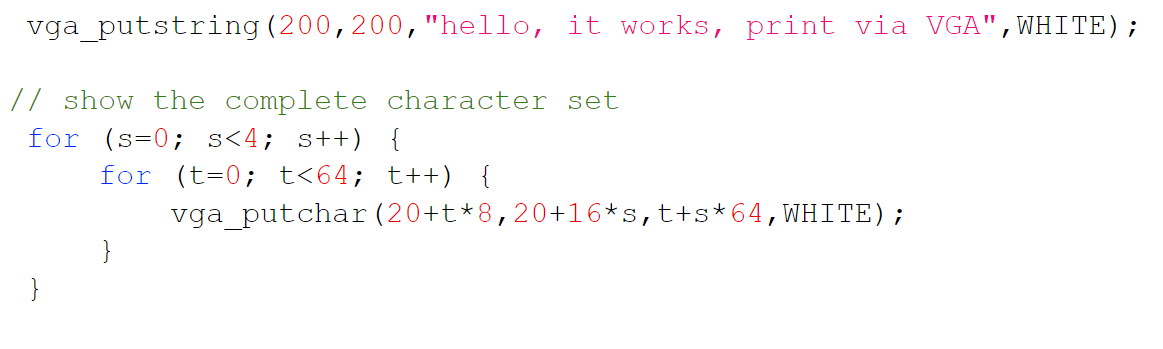 vga_putstring(200,200,"hello, it works, print via VGA",WHITE);
// show the complete character set
for (s=0; s<4; s++) {
for (t=0; t<64; t++) {
vga_putchar(20+t*8,20+16*s,t+s*64,WHITE);
}
}